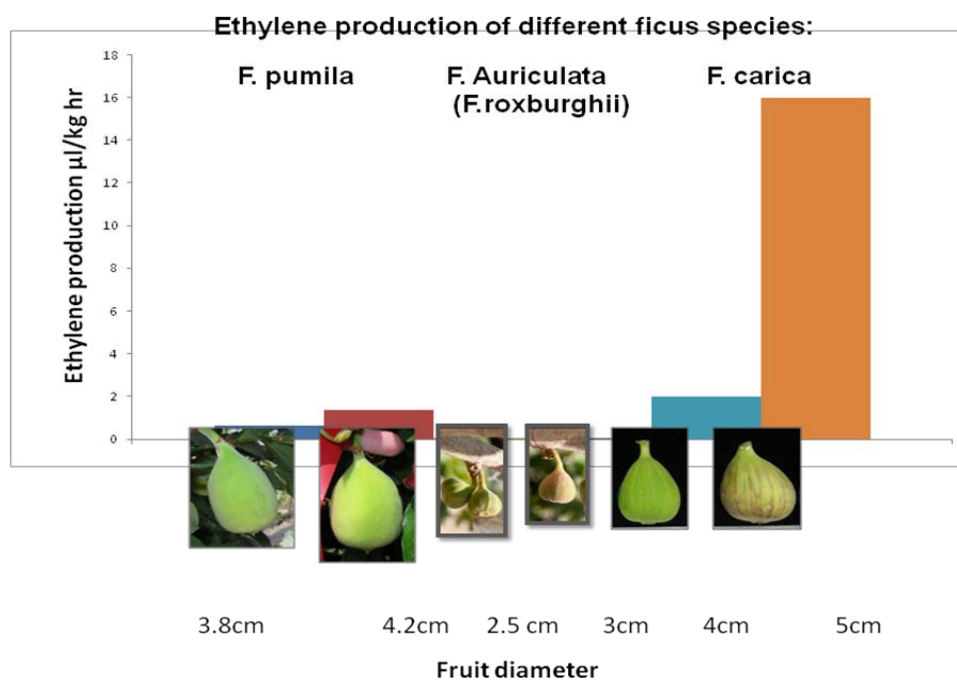 Ethylene production of different ficus species:
F. pumila
F. Auriculata
(F.roxburghii)
F. carica
Ethylene production µl/kg hr
18
16
14
12
10
8
6
4
2
0
3.8cm 4.2cm 2.5 cm 3cm 4cm 5cm
Fruit diameter